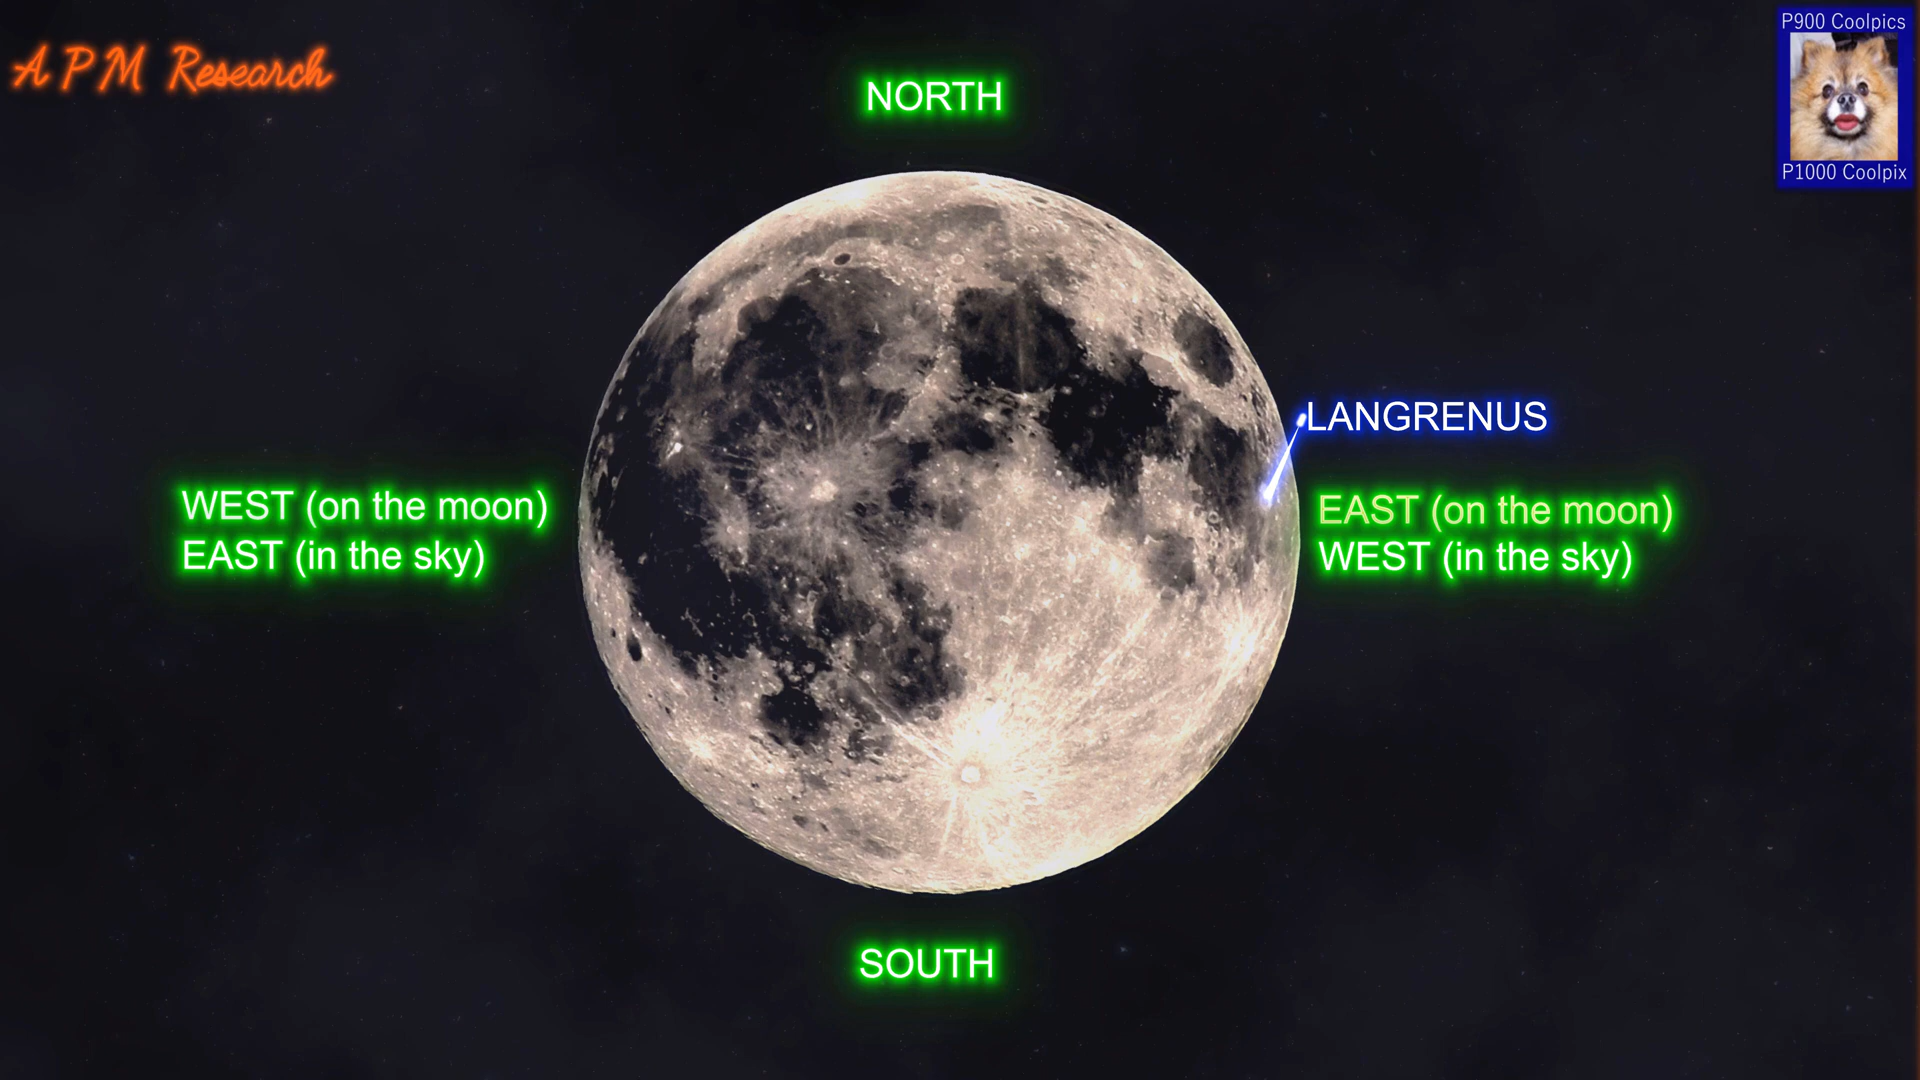 A P M Research
P900 Coolpics
P1000 Coolpix
NORTH
LANGRENUS
WEST (on the moon)
EAST (in the sky)
EAST (on the moon)
WEST (in the sky)
SOUTH